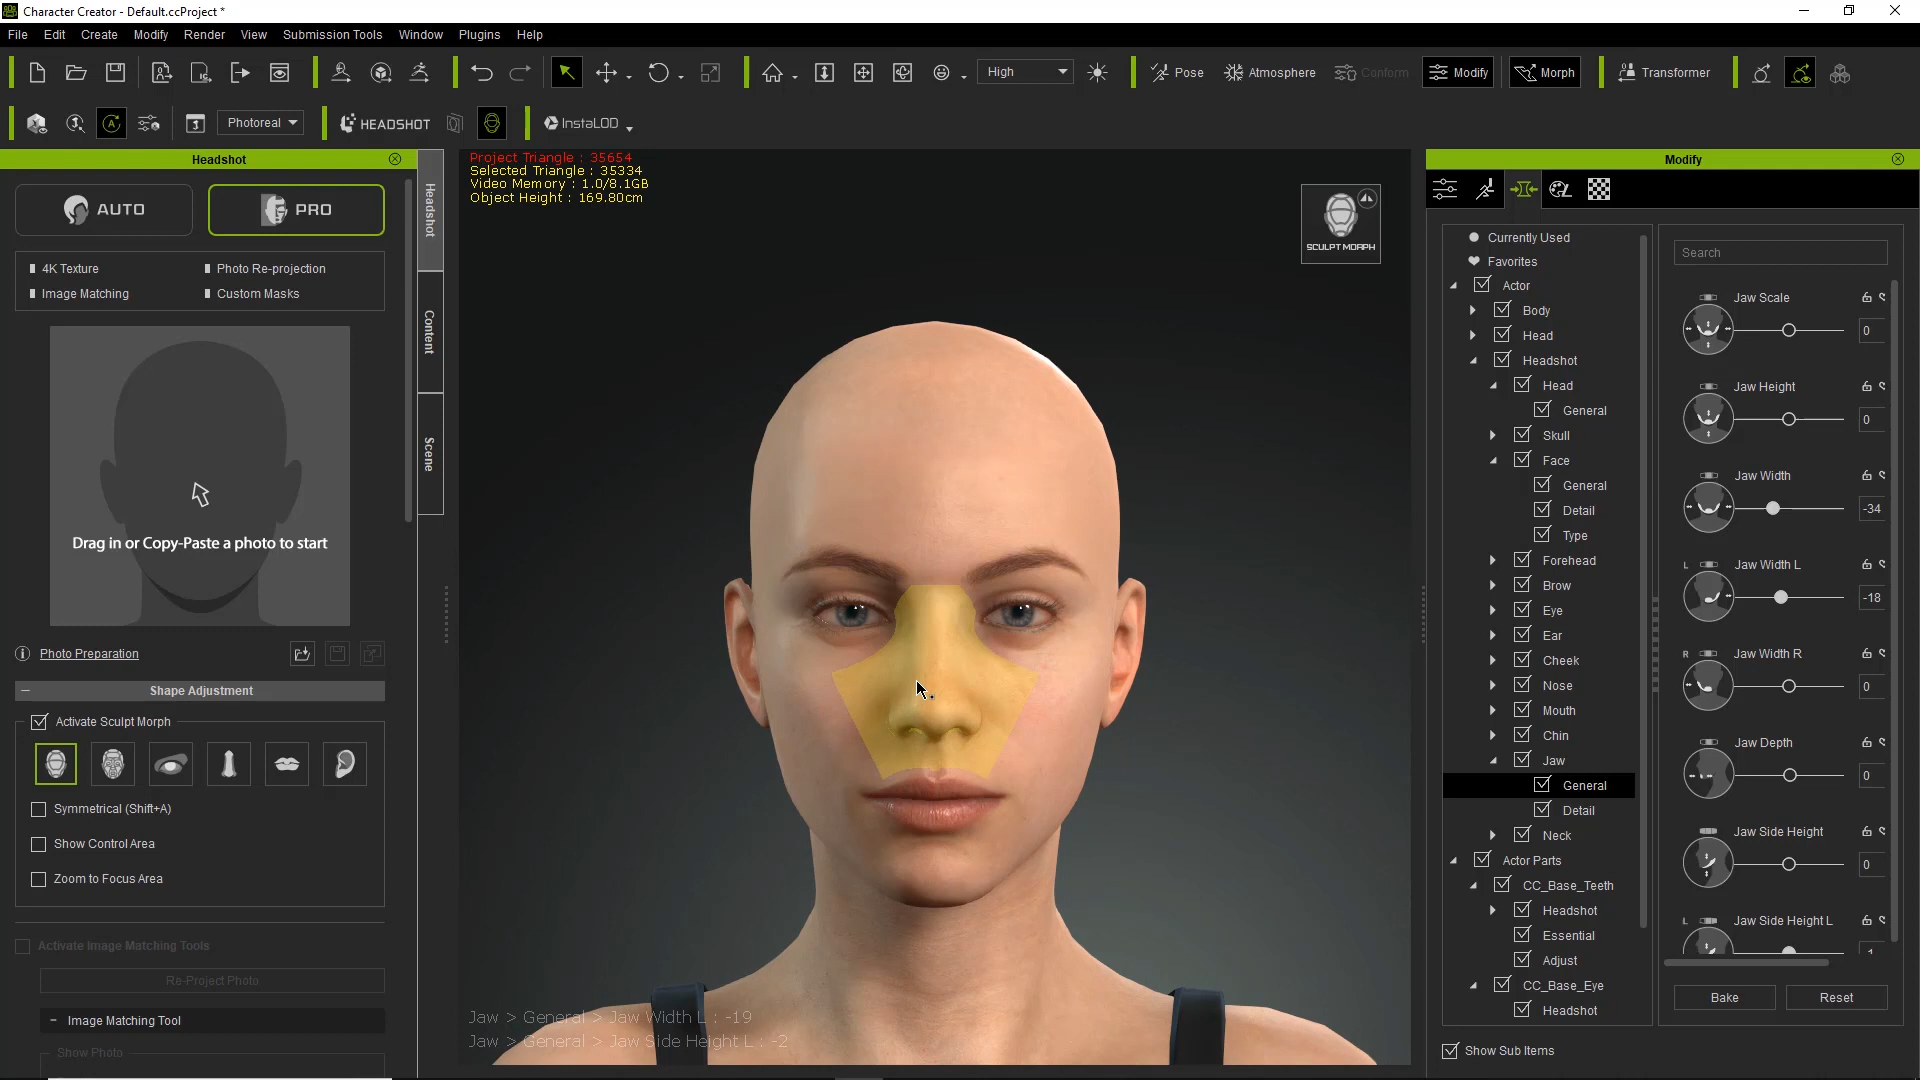 Character Creator - Default.ccProject *
File Edit Create Modify Render View Submission Tools Window Plugins Help
High Pose Atmosphere Conform Modify Morph Transformer
Photoreal HEADSHOT InstaLOD
Headshot
AUTO PRO
4K Texture Photo Re-projection
Image Matching Custom Masks
Drag in or Copy-Paste a photo to start
Photo Preparation
Shape Adjustment
Activate Sculpt Morph
Symmetrical (Shift+A)
Show Control Area
Zoom to Focus Area
Activate Image Matching Tools
Re-Project Photo
Image Matching Tool
Show Photo
Headshot
Content
Scene
Project Triangle : 35654
Selected Triangle : 35334
Video Memory : 1.0/8.1GB
Object Height : 169.80cm
SCULPT MORPH
Jaw > General > Jaw Width L : -19
Jaw > General > Jaw Side Height L : -2
Modify
Currently Used
Favorites
Actor
Body
Head
Headshot
Head
General
Skull
Face
General
Detail
Type
Forehead
Brow
Eye
Ear
Cheek
Nose
Mouth
Chin
Jaw
General
Detail
Neck
Actor Parts
CC_Base_Teeth
Headshot
Essential
Adjust
CC_Base_Eye
Headshot
Show Sub Items
Search
Jaw Scale
0
Jaw Height
0
Jaw Width
-34
L Jaw Width L
-18
R Jaw Width R
0
Jaw Depth
0
Jaw Side Height
0
L Jaw Side Height L
Bake Reset